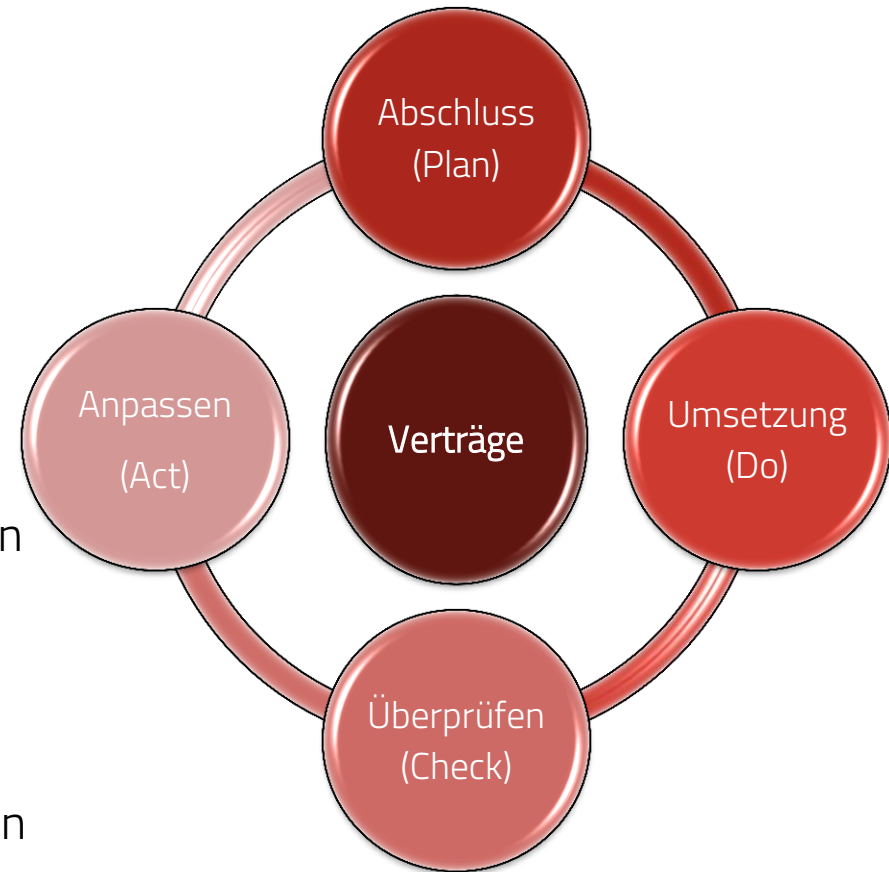 Abschluss
(Plan)
Anpassen
(Act)
Verträge
Umsetzung
(Do)
n
Überprüfen
(Check)
n